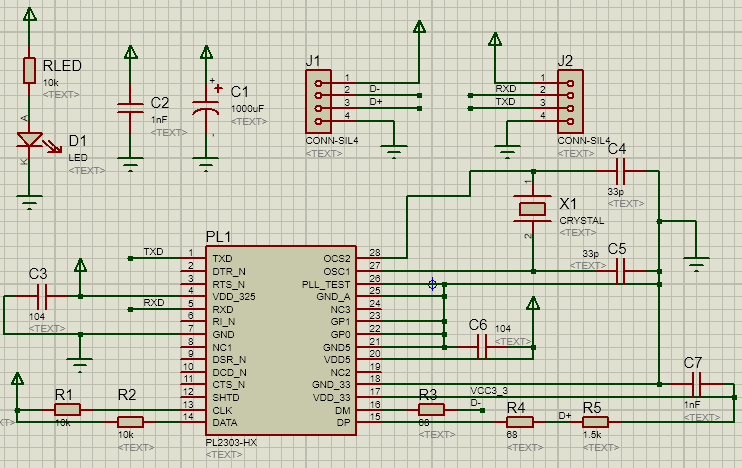 RLED
10k
<TEXT>
A
D1
LED
K
<TEXT>
C2
1nF
<TEXT>
+
C1
1000uF
<TEXT>
-
J1
1
2
3
4
D-
D+
CONN-SIL4
<TEXT>
J2
1
2
3
4
RXD
TXD
CONN-SIL4
<TEXT>
C4
33p
<TEXT>
1
X1
CRYSTAL
<TEXT>
2
C5
33p
<TEXT>
PL1
TXD
1 TXD
2 DTR_N
3 RTS_N
4 VDD_325
RXD
5 RXD
6 RI_N
7 GND
8 NC1
9 DSR_N
10 DCD_N
11 CTS_N
12 SHTD
13 CLK
14 DATA
OCS2 28
OSC1 27
PLL_TEST 26
GND_A 25
NC3 24
GP1 23
GP0 22
GND5 21
VDD5 20
NC2 19
GND_33 18
VDD_33 17
DM 16
DP 15
PL2303-HX
<TEXT>
C3
104
<TEXT>
R1
10k
<TEXT>
R2
10k
<TEXT>
C6
104
<TEXT>
VCC3_3
D-
R3
68
<TEXT>
R4
68
<TEXT>
D+
R5
1.5k
<TEXT>
C7
1nF
<TEXT>